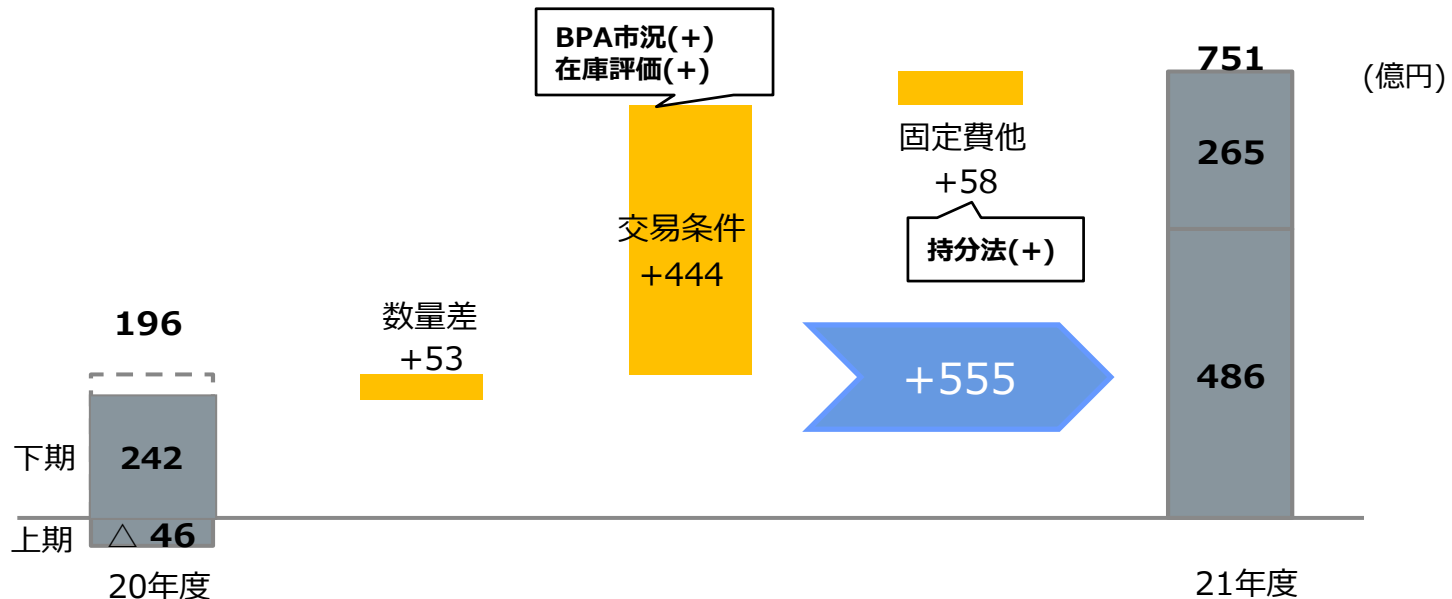 BPA市況(+)
在庫評価(+)
751
(億円)
265
固定費他
+58
交易条件
+444
持分法(+)
数量差
+53
196
+555
486
下期
242
上期
△ 46
20年度
21年度